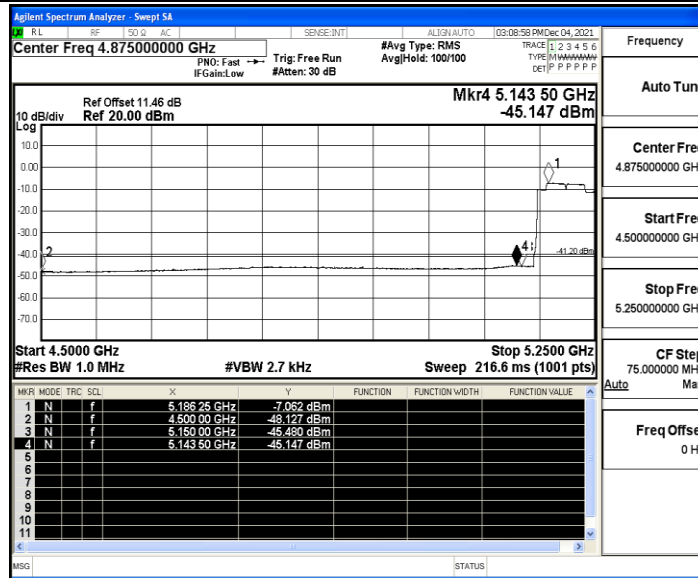 Agilent Spectrum Analyzer - Swept SA
RL RF 50 Ω AC SENSE:INT ALIGN AUTO 03:08:58 PM Dec 04, 2021
Center Freq 4.875000000 GHz
PNO: Fast
IFGain:Low
Trig: Free Run
#Atten: 30 dB
#Avg Type: RMS
Avg|Hold: 100/100
TRACE 1 2 3 4 5 6
TYPE MWWWWW
DET P P P P P P
Mkr4 5.143 50 GHz
-45.147 dBm
Ref Offset 11.46 dB
10 dB/div Ref 20.00 dBm
Log
10.0
0.00
-10.0
-20.0
-30.0
-40.0
-50.0
-60.0
-70.0
1
2
4
-41.20 dBm
Start 4.5000 GHz Stop 5.2500 GHz
#Res BW 1.0 MHz #VBW 2.7 kHz Sweep 216.6 ms (1001 pts)
MKR MODE TRC SCL X Y FUNCTION FUNCTION WIDTH FUNCTION VALUE
1 N f 5.186 25 GHz -7.062 dBm
2 N f 4.500 00 GHz -48.127 dBm
3 N f 5.150 00 GHz -45.480 dBm
4 N f 5.143 50 GHz -45.147 dBm
5
6
7
8
9
10
11
MSG STATUS
Frequency
Auto Tun
Center Fre
4.875000000 GH
Start Fre
4.500000000 GH
Stop Fre
5.250000000 GH
CF Ste
75.000000 MH
Auto Ma
Freq Offse
0 H